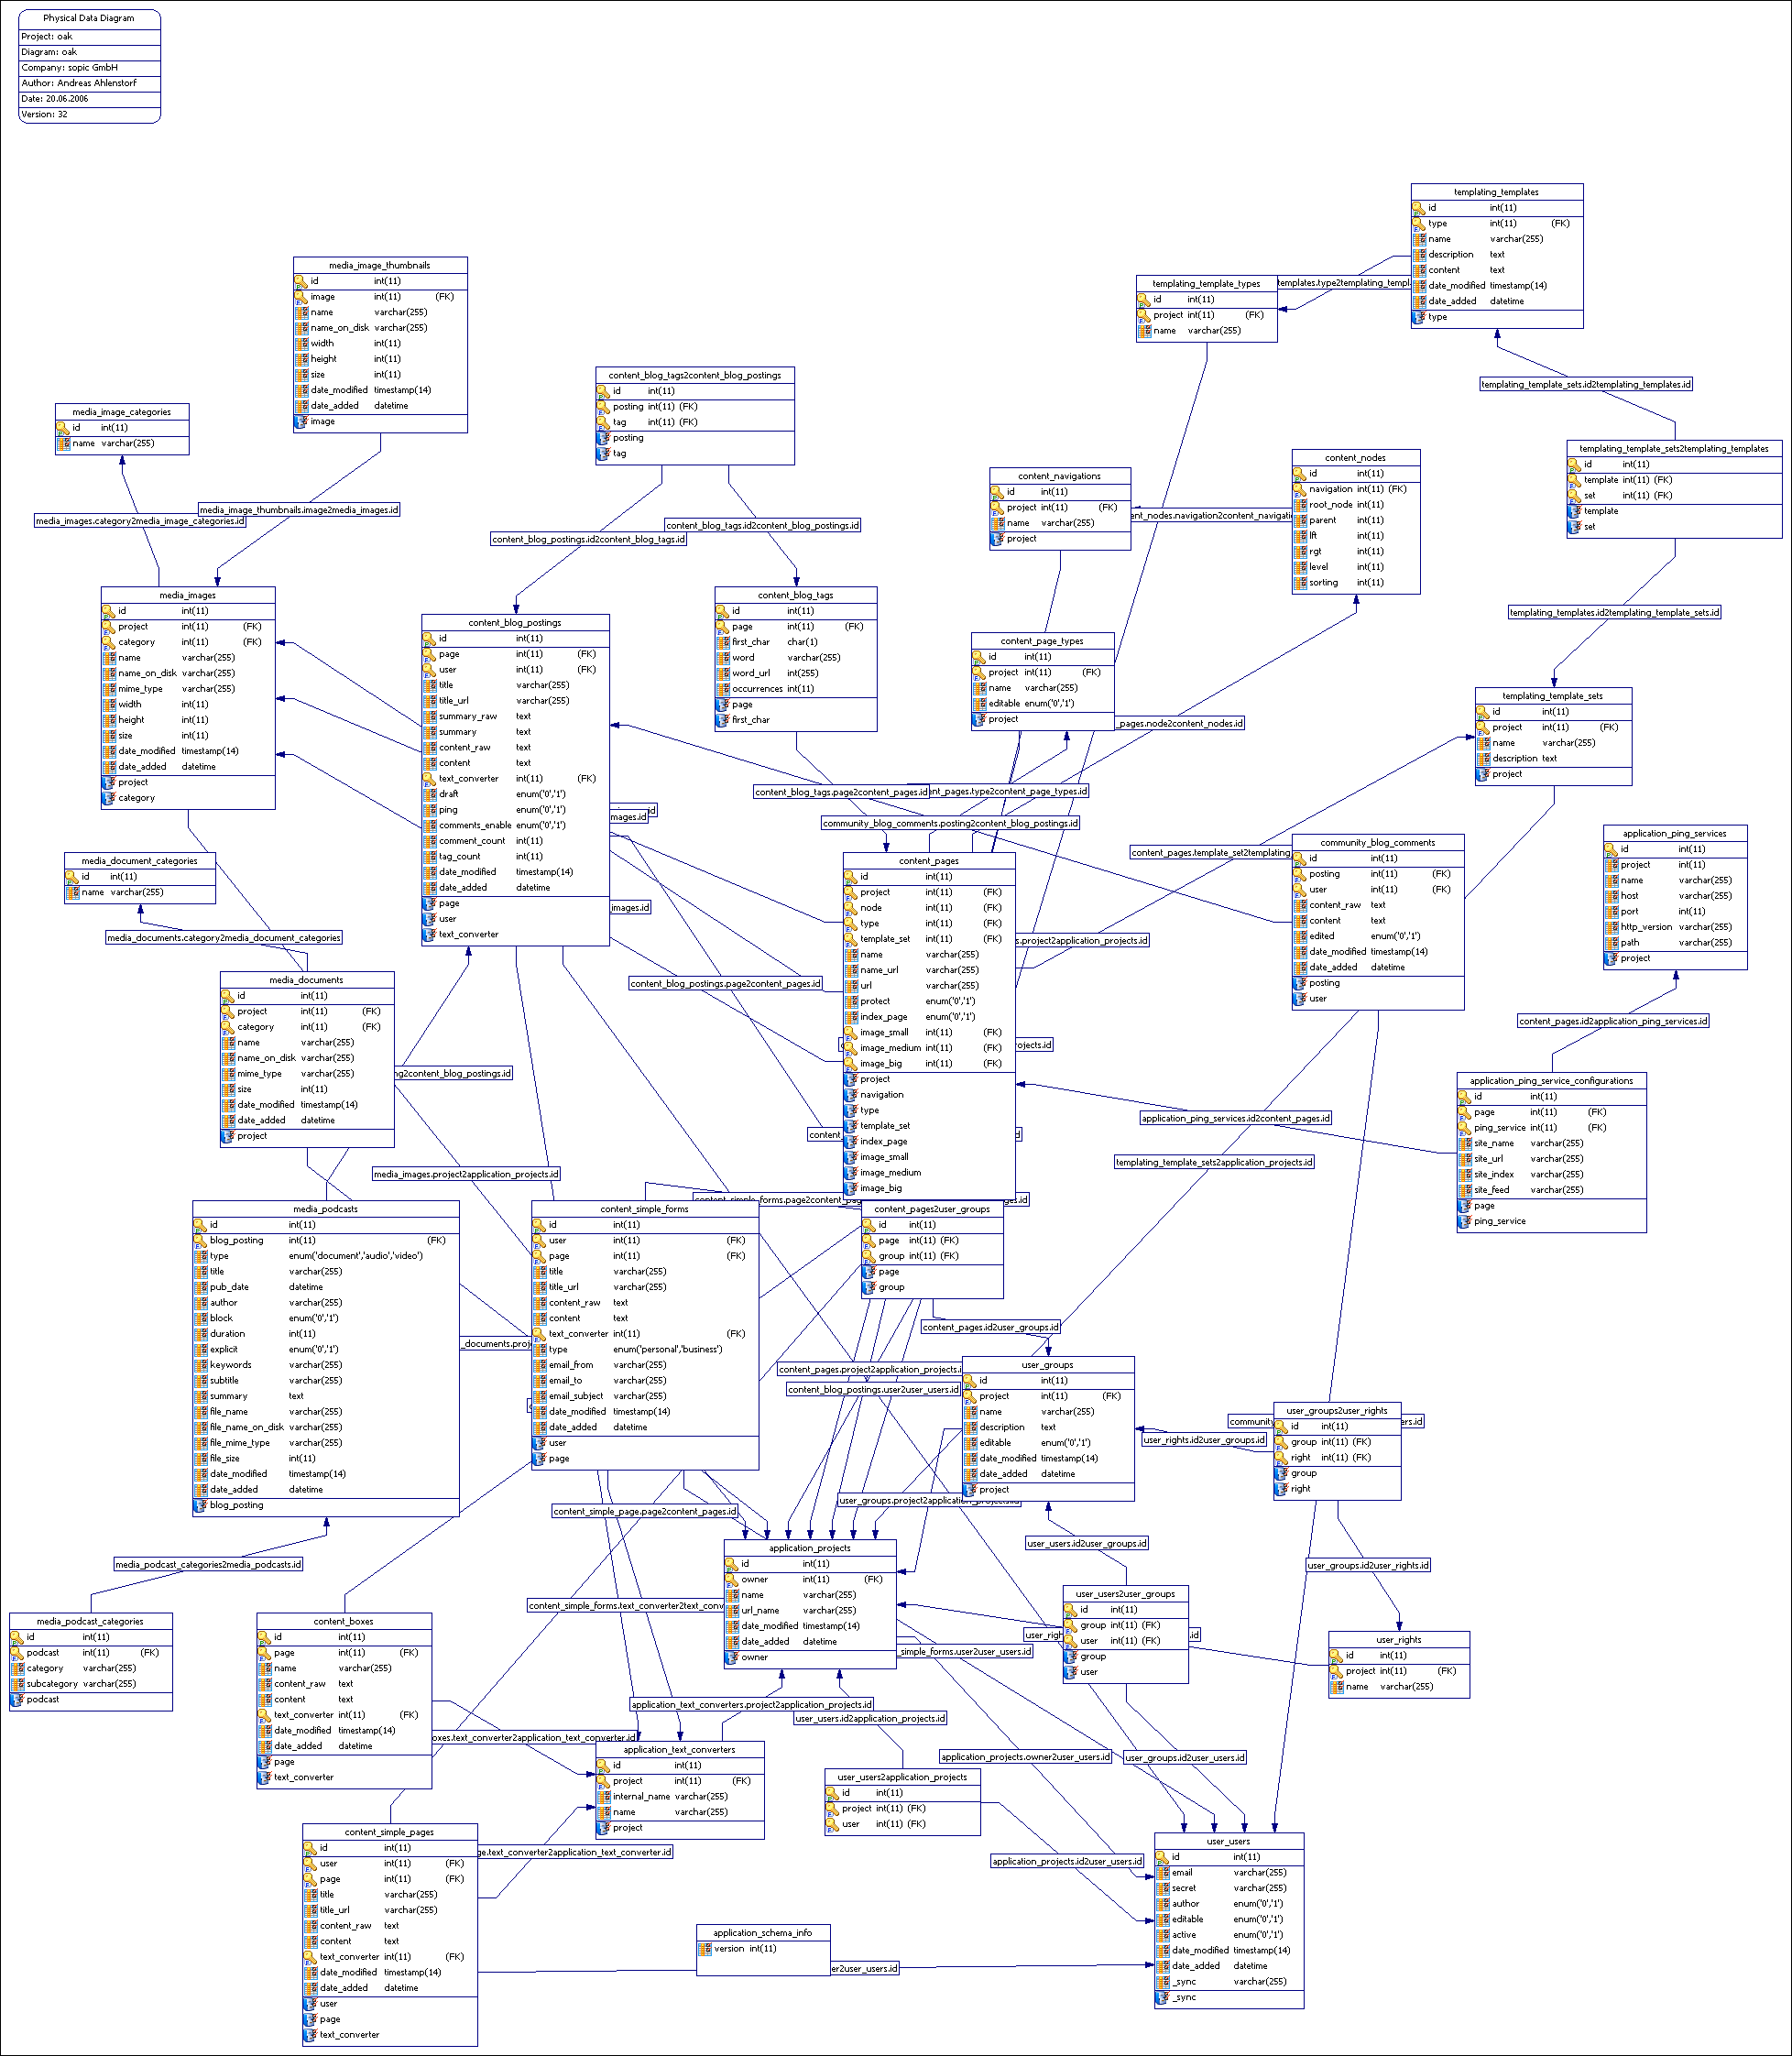 Physical Data Diagram
Project: oak
Diagram: oak
Company: sopic GmbH
Author: Andreas Ahlenstorf
Date: 20.06.2006
Version: 32
templating_templates
id int(11)
type int(11) (FK)
name varchar(255)
description text
content text
date_modified timestamp(14)
date_added datetime
type
media_image_thumbnails
id int(11)
image int(11) (FK)
name varchar(255)
name_on_disk varchar(255)
width int(11)
height int(11)
size int(11)
date_modified timestamp(14)
date_added datetime
image
templating_template_types
id int(11)
project int(11) (FK)
name varchar(255)
templates.type2templating_templ
templating_template_sets.id2templating_templates.id
content_blog_tags2content_blog_postings
id int(11)
posting int(11) (FK)
tag int(11) (FK)
posting
tag
media_image_categories
id int(11)
name varchar(255)
templating_template_sets2templating_templates
id int(11)
template int(11) (FK)
set int(11) (FK)
template
set
content_nodes
id int(11)
navigation int(11) (FK)
root_node int(11)
parent int(11)
lft int(11)
rgt int(11)
level int(11)
sorting int(11)
content_navigations
id int(11)
project int(11) (FK)
name varchar(255)
project
ent_nodes.navigation2content_navigati
media_image_thumbnails.image2media_images.id
media_images.category2media_image_categories.id
content_blog_tags.id2content_blog_postings.id
content_blog_postings.id2content_blog_tags.id
media_images
id int(11)
project int(11) (FK)
category int(11) (FK)
name varchar(255)
name_on_disk varchar(255)
mime_type varchar(255)
width int(11)
height int(11)
size int(11)
date_modified timestamp(14)
date_added datetime
project
category
content_blog_postings
id int(11)
page int(11) (FK)
user int(11) (FK)
title varchar(255)
title_url varchar(255)
summary_raw text
summary text
content_raw text
content text
text_converter int(11) (FK)
draft enum('0','1')
ping enum('0','1')
comments_enable enum('0','1')
comment_count int(11)
tag_count int(11)
date_modified timestamp(14)
date_added datetime
page
user
text_converter
content_blog_tags
id int(11)
page int(11) (FK)
first_char char(1)
word varchar(255)
word_url int(255)
occurrences int(11)
page
first_char
templating_templates.id2templating_template_sets.id
content_page_types
id int(11)
project int(11) (FK)
name varchar(255)
editable enum('0','1')
project
_pages.node2content_nodes.id
templating_template_sets
id int(11)
project int(11) (FK)
name varchar(255)
description text
project
content_blog_tags.page2content_pages.id
ent_pages.type2content_page_types.id
images.id
community_blog_comments.posting2content_blog_postings.id
content_pages.template_set2templating
community_blog_comments
id int(11)
posting int(11) (FK)
user int(11) (FK)
content_raw text
content text
edited enum('0','1')
date_modified timestamp(14)
date_added datetime
posting
user
application_ping_services
id int(11)
project int(11)
name varchar(255)
host varchar(255)
port int(11)
http_version varchar(255)
path varchar(255)
project
media_document_categories
id int(11)
name varchar(255)
content_pages
id int(11)
project int(11) (FK)
node int(11) (FK)
type int(11) (FK)
template_set int(11) (FK)
name varchar(255)
name_url varchar(255)
url varchar(255)
protect enum('0','1')
index_page enum('0','1')
image_small int(11) (FK)
image_medium int(11) (FK)
image_big int(11) (FK)
project
navigation
type
template_set
index_page
image_small
image_medium
image_big
_images.id
media_documents.category2media_document_categories
s.project2application_projects.id
content_blog_postings.page2content_pages.id
media_documents
id int(11)
project int(11) (FK)
category int(11) (FK)
name varchar(255)
name_on_disk varchar(255)
mime_type varchar(255)
size int(11)
date_modified timestamp(14)
date_added datetime
project
content_pages.id2application_ping_services.id
rojects.id
ng2content_blog_postings.id
application_ping_service_configurations
id int(11)
page int(11) (FK)
ping_service int(11) (FK)
site_name varchar(255)
site_url varchar(255)
site_index varchar(255)
site_feed varchar(255)
page
ping_service
application_ping_services.id2content_pages.id
content
templating_template_sets2application_projects.id
media_images.project2application_projects.id
content_simple_forms.page2content_pag
es.id
media_podcasts
id int(11)
blog_posting int(11) (FK)
type enum('document','audio','video')
title varchar(255)
pub_date datetime
author varchar(255)
block enum('0','1')
duration int(11)
explicit enum('0','1')
keywords varchar(255)
subtitle varchar(255)
summary text
file_name varchar(255)
file_name_on_disk varchar(255)
file_mime_type varchar(255)
file_size int(11)
date_modified timestamp(14)
date_added datetime
blog_posting
content_simple_forms
id int(11)
user int(11) (FK)
page int(11) (FK)
title varchar(255)
title_url varchar(255)
content_raw text
content text
text_converter int(11) (FK)
type enum('personal','business')
email_from varchar(255)
email_to varchar(255)
email_subject varchar(255)
date_modified timestamp(14)
date_added datetime
user
page
content_pages2user_groups
id int(11)
page int(11) (FK)
group int(11) (FK)
page
group
content_pages.id2user_groups.id
_documents.proje
content_pages.project2application_projects.i
content_blog_postings.user2user_users.id
user_groups
id int(11)
project int(11) (FK)
name varchar(255)
description text
editable enum('0','1')
date_modified timestamp(14)
date_added datetime
project
user_groups2user_rights
id int(11)
group int(11) (FK)
right int(11) (FK)
group
right
community
ers.id
user_rights.id2user_groups.id
user_groups.project2application_projects.id
content_simple_page.page2content_pages.id
user_users.id2user_groups.id
application_projects
id int(11)
owner int(11) (FK)
name varchar(255)
url_name varchar(255)
date_modified timestamp(14)
date_added datetime
owner
media_podcast_categories2media_podcasts.id
user_groups.id2user_rights.id
user_users2user_groups
id int(11)
group int(11) (FK)
user int(11) (FK)
group
user
content_simple_forms.text_converter2text_conv
media_podcast_categories
id int(11)
podcast int(11) (FK)
category varchar(255)
subcategory varchar(255)
podcast
content_boxes
id int(11)
page int(11) (FK)
name varchar(255)
content_raw text
content text
text_converter int(11) (FK)
date_modified timestamp(14)
date_added datetime
page
text_converter
user_righ
s.id
user_rights
id int(11)
project int(11) (FK)
name varchar(255)
_simple_forms.user2user_users.id
application_text_converters.project2application_projects.id
user_users.id2application_projects.id
oxes.text_converter2application_text_converter.id
application_text_converters
id int(11)
project int(11) (FK)
internal_name varchar(255)
name varchar(255)
project
application_projects.owner2user_users.id
user_groups.id2user_users.id
user_users2application_projects
id int(11)
project int(11) (FK)
user int(11) (FK)
content_simple_pages
id int(11)
user int(11) (FK)
page int(11) (FK)
title varchar(255)
title_url varchar(255)
content_raw text
content text
text_converter int(11) (FK)
date_modified timestamp(14)
date_added datetime
user
page
text_converter
ge.text_converter2application_text_converter.id
application_projects.id2user_users.id
user_users
id int(11)
email varchar(255)
secret varchar(255)
author enum('0','1')
editable enum('0','1')
active enum('0','1')
date_modified timestamp(14)
date_added datetime
_sync varchar(255)
_sync
application_schema_info
version int(11)
er2user_users.id